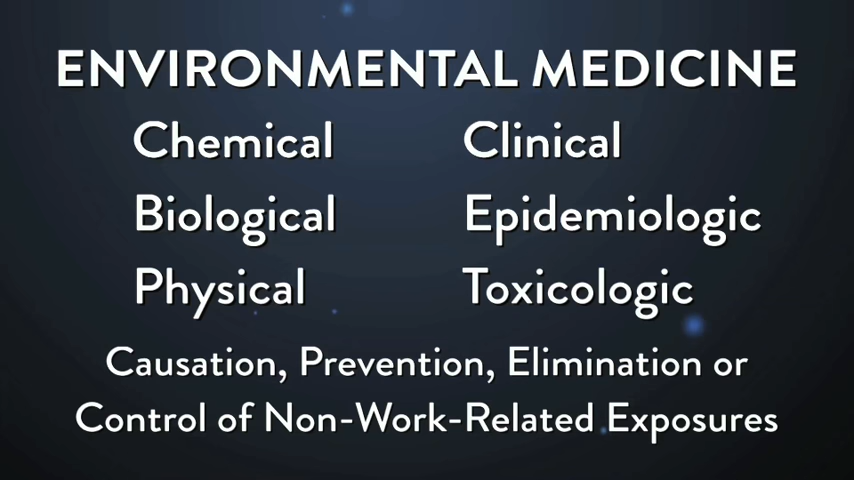 ENVIRONMENTAL MEDICINE
Chemical
Clinical
Biological
Epidemiologic
Physical
Toxicologic
Causation, Prevention, Elimination or
Control of Non-Work-Related Exposures